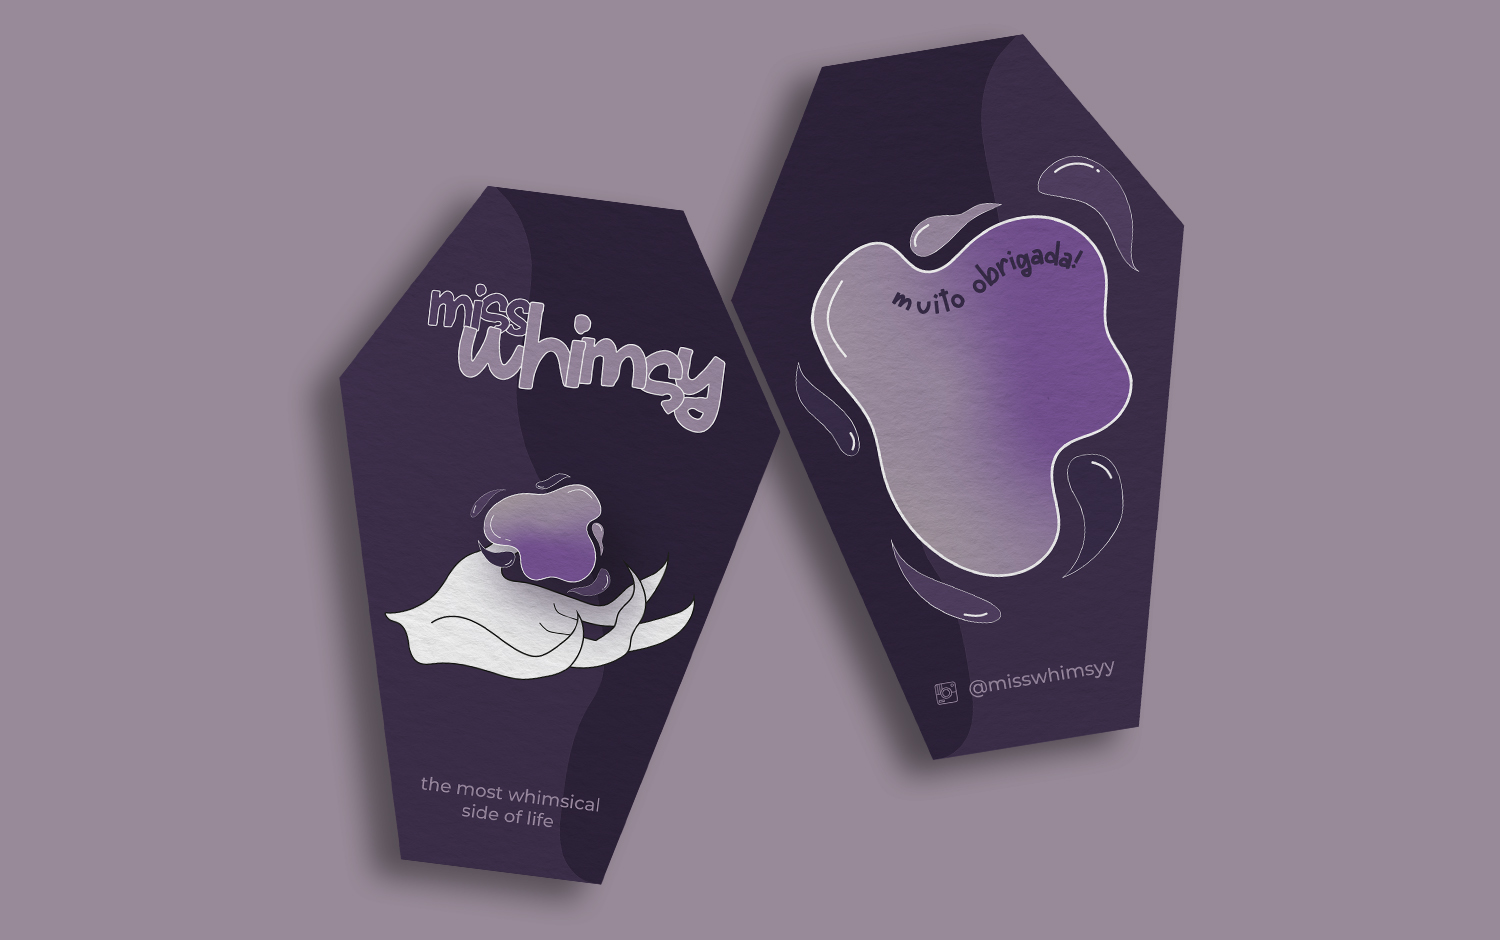 miss
whimsy
the most whimsical
side of life
muito obrigada!
@misswhimsyy